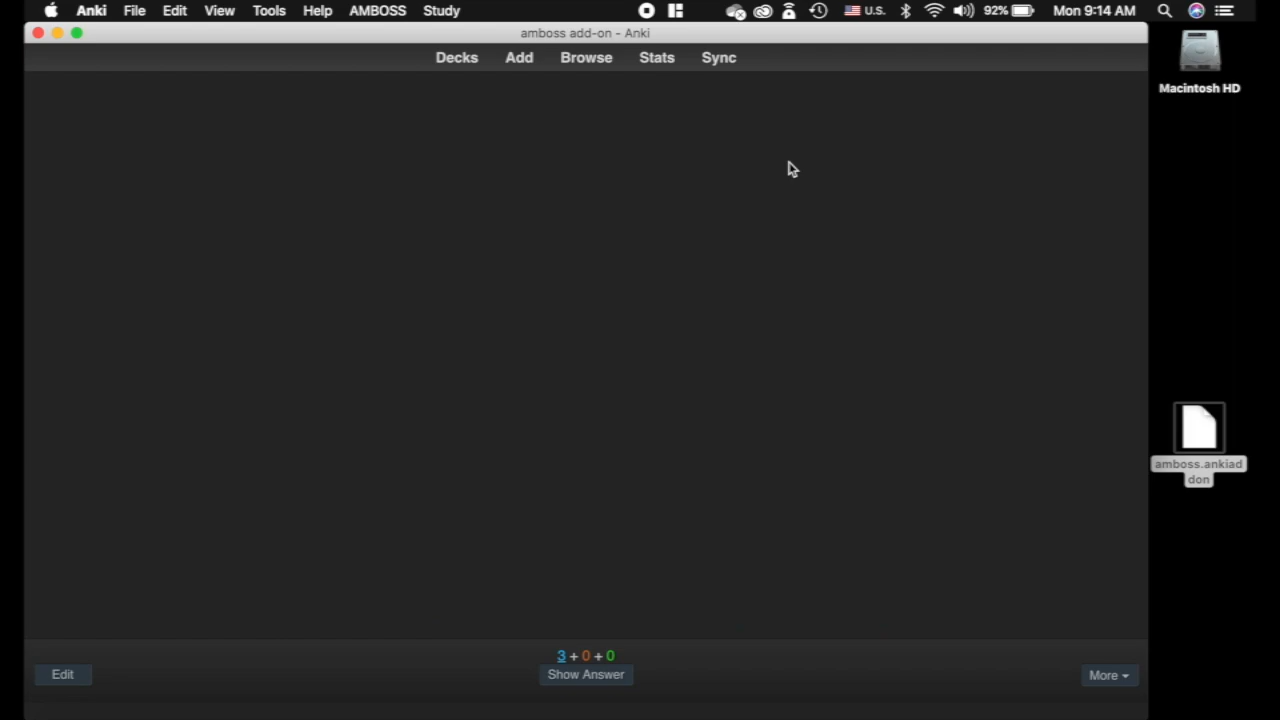 Anki File Edit View Tools Help AMBOSS Study U.S. 92% Mon 9:14 AM
amboss add-on - Anki
Decks Add Browse Stats Sync
Macintosh HD
amboss.ankiad
don
3 + 0 + 0
Edit Show Answer More